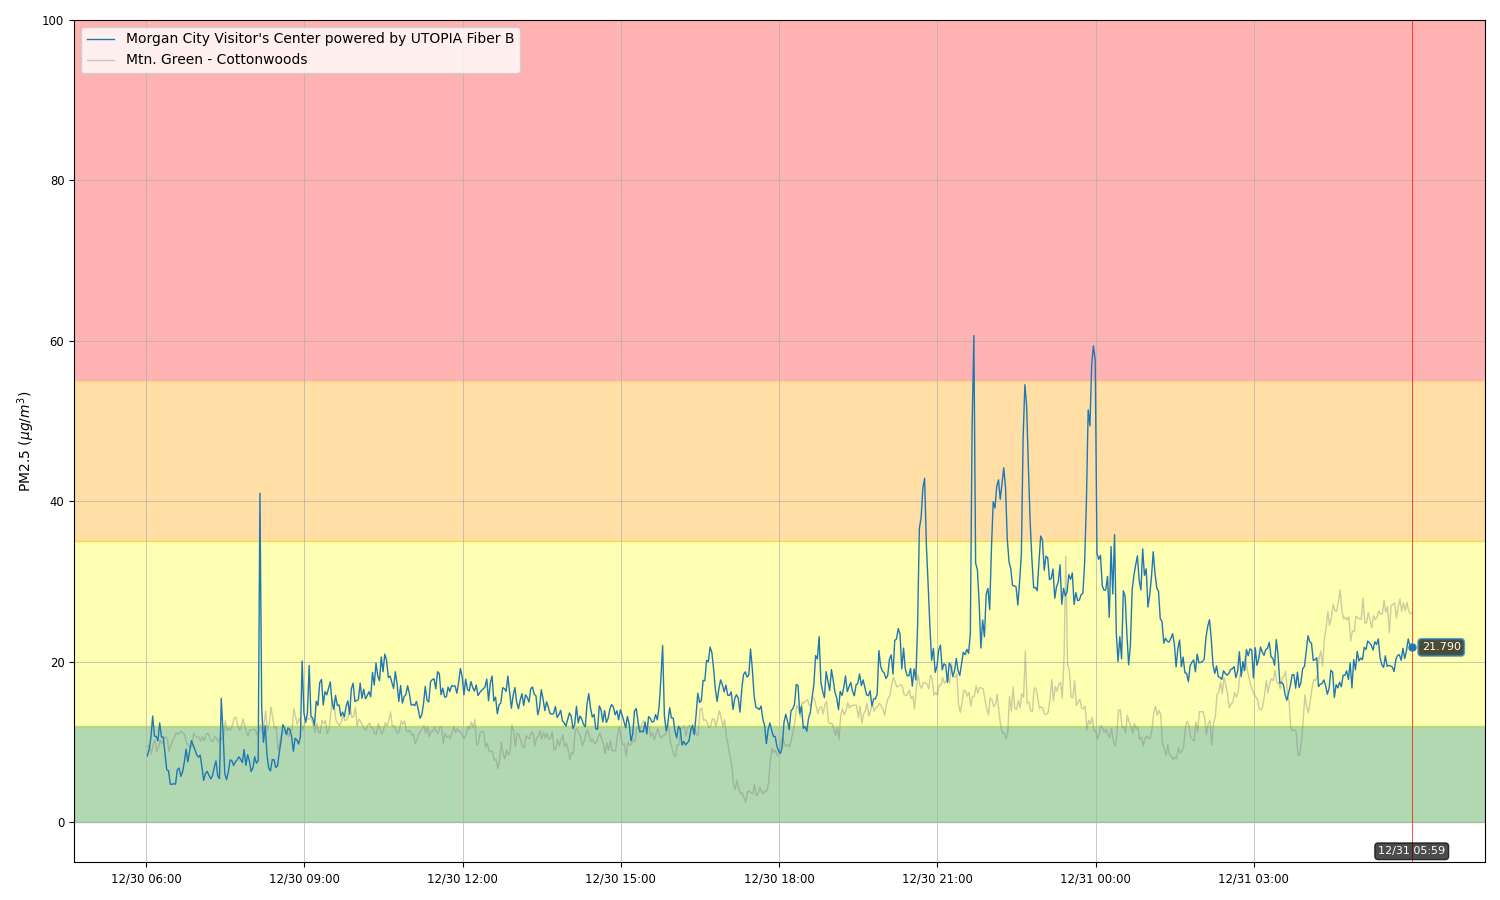 100
Morgan City Visitor's Center powered by UTOPIA Fiber B
Mtn. Green - Cottonwoods
80
60
40
20
0
PM2.5 (μg/m³)
21.790
12/31 05:59
12/30 06:00 12/30 09:00 12/30 12:00 12/30 15:00 12/30 18:00 12/30 21:00 12/31 00:00 12/31 03:00